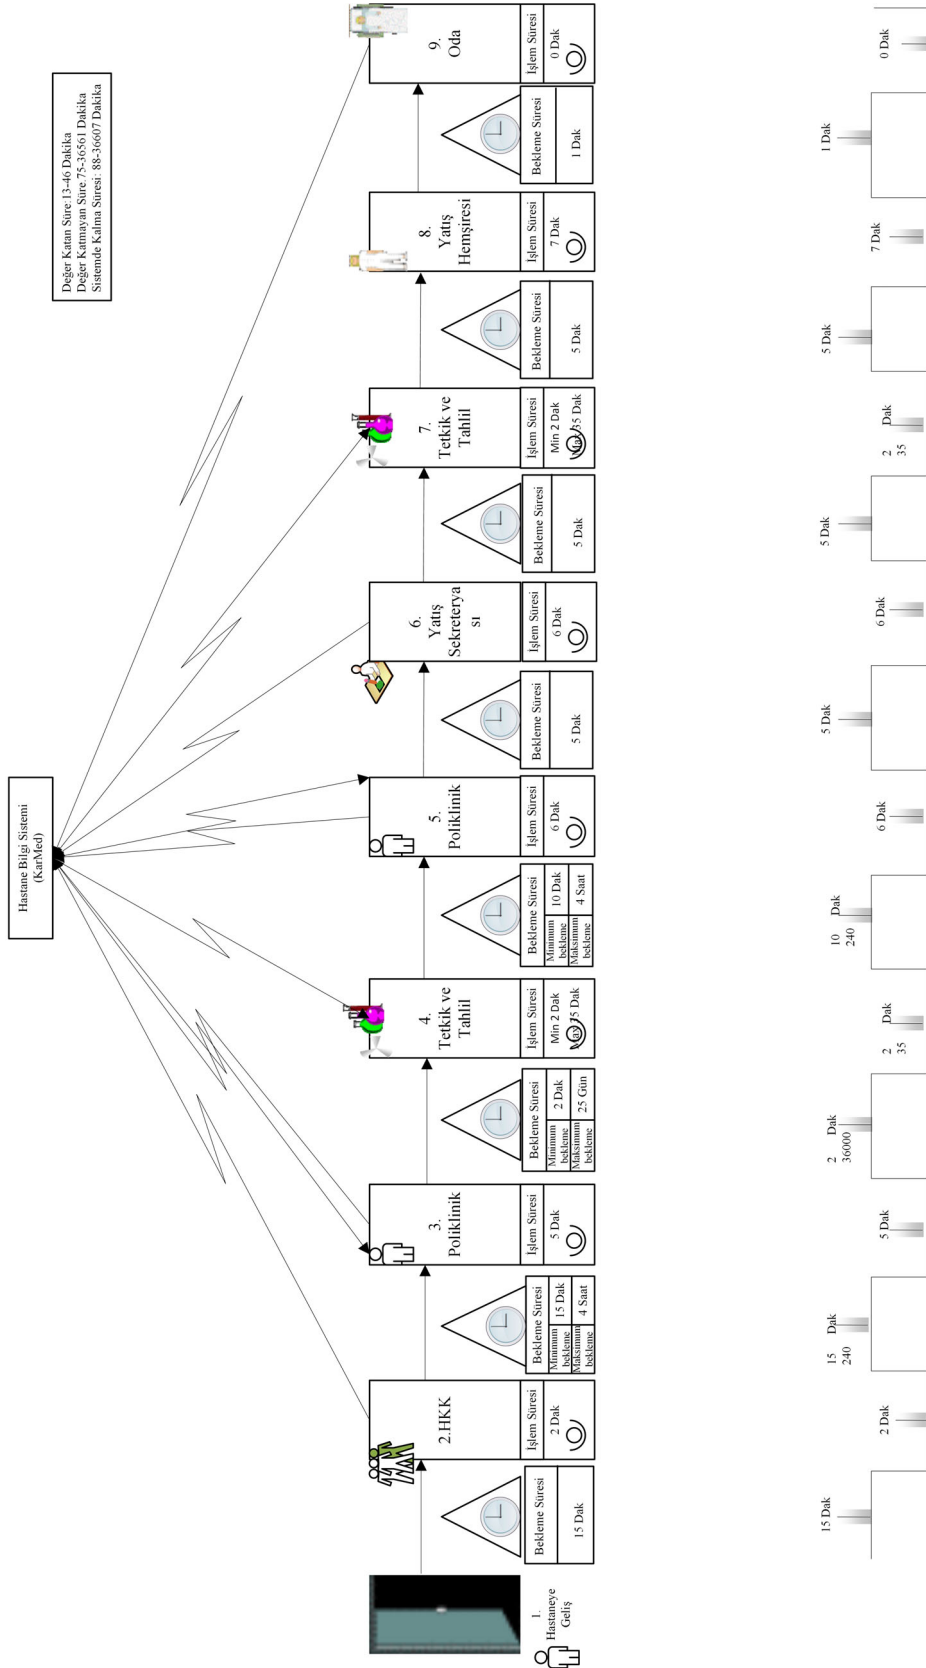 Hastane Bilgi Sistemi
(KarMed)
Değer Katan Süre:13-46 Dakika
Değer Katmayan Süre:75-36561 Dakika
Sistemde Kalma Süresi: 88-36607 Dakika
1.
Hastaneye
Geliş
Bekleme Süresi
15 Dak
2.HKK
İşlem Süresi
2 Dak
Bekleme Süresi
Minimum bekleme 15 Dak
Maksimum bekleme 4 Saat
3.
Poliklinik
İşlem Süresi
5 Dak
Bekleme Süresi
Minimum bekleme 2 Dak
Maksimum bekleme 25 Gün
4.
Tetkik ve
Tahlil
İşlem Süresi
Min 2 Dak
Max 35 Dak
Bekleme Süresi
Minimum bekleme 10 Dak
Maksimum bekleme 4 Saat
5.
Poliklinik
İşlem Süresi
6 Dak
Bekleme Süresi
5 Dak
6.
Yatış
Sekreterya
sı
İşlem Süresi
6 Dak
Bekleme Süresi
5 Dak
7.
Tetkik ve
Tahlil
İşlem Süresi
Min 2 Dak
Max 35 Dak
Bekleme Süresi
5 Dak
8.
Yatış
Hemşiresi
İşlem Süresi
7 Dak
Bekleme Süresi
1 Dak
9.
Oda
İşlem Süresi
0 Dak
15 Dak
2 Dak
15 Dak
240
5 Dak
2 Dak
36000
2 Dak
35
10 Dak
240
6 Dak
5 Dak
6 Dak
5 Dak
2 Dak
35
5 Dak
7 Dak
1 Dak
0 Dak